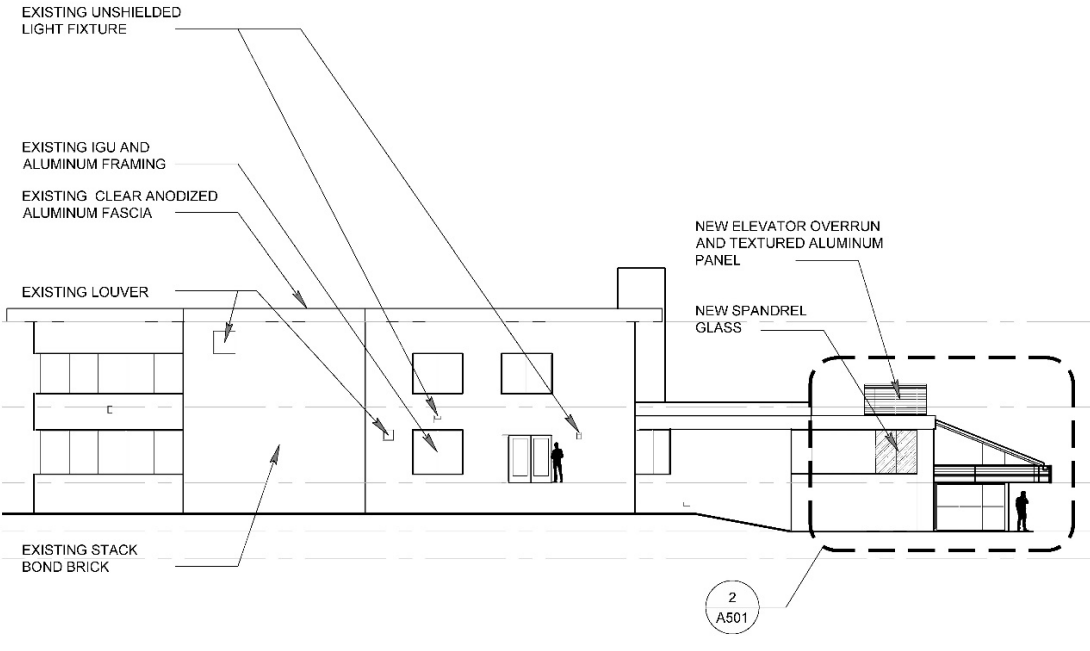 EXISTING UNSHIELDED
LIGHT FIXTURE
EXISTING IGU AND
ALUMINUM FRAMING
EXISTING CLEAR ANODIZED
ALUMINUM FASCIA
EXISTING LOUVER
EXISTING STACK
BOND BRICK
NEW ELEVATOR OVERRUN
AND TEXTURED ALUMINUM
PANEL
NEW SPANDREL
GLASS
2
A501